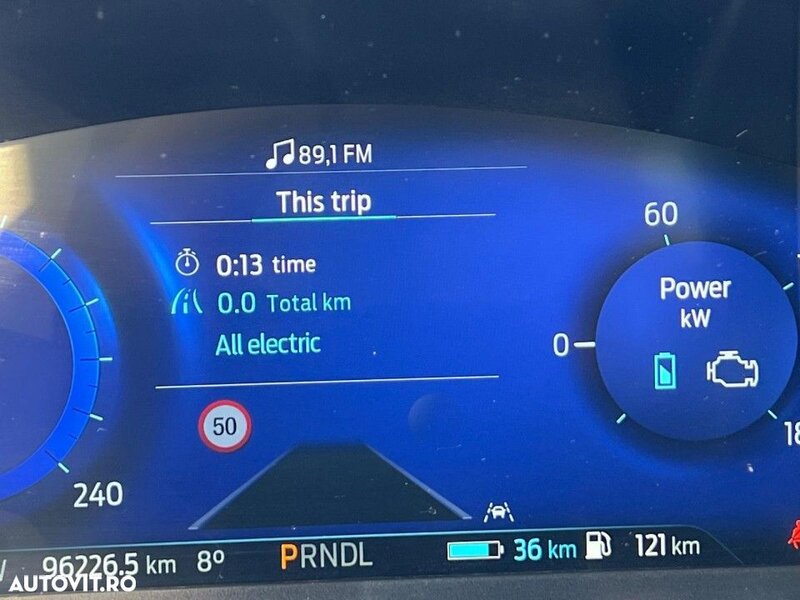 89,1 FM
This trip
60
0:13 time
0.0 Total km
All electric
Power
kW
0
50
240
96226.5 km 8° PRNDL 36 km 121 km
AUTOVIT.RO